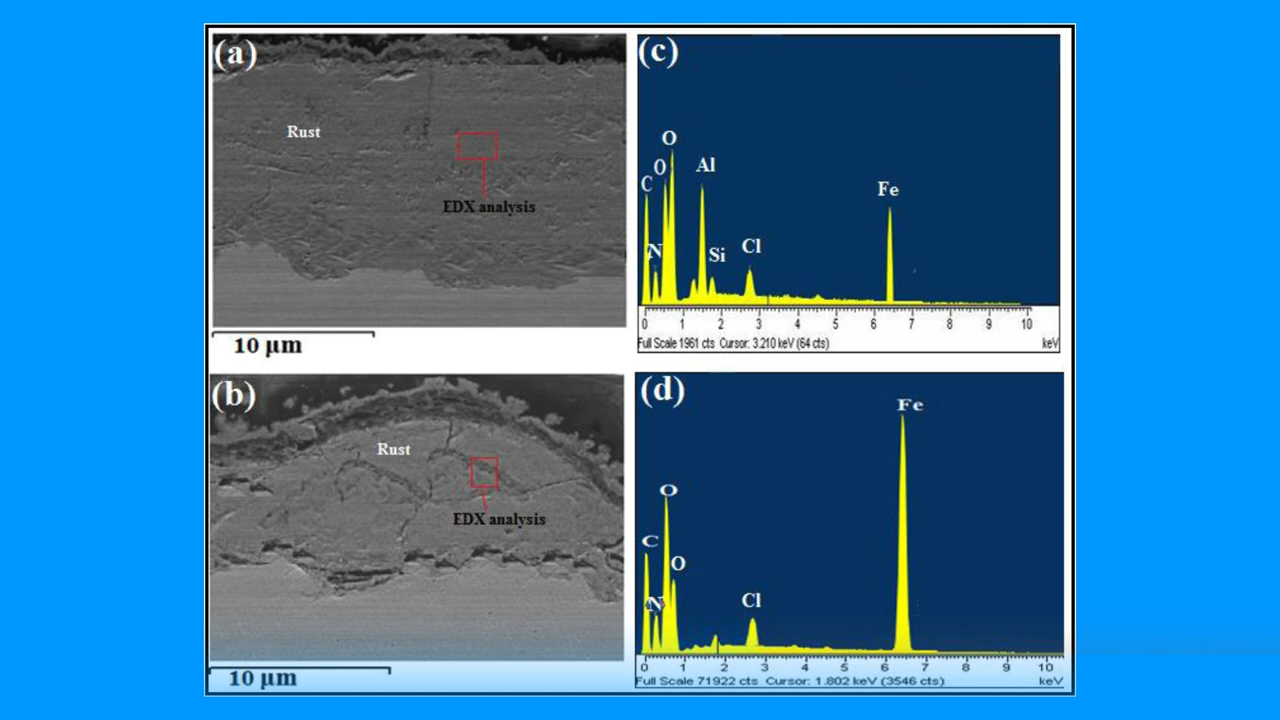 (a)
Rust
EDX analysis
10 µm
(c)
O
O
C
Al
N
Si
Cl
Fe
0 1 2 3 4 5 6 7 8 9 10
Full Scale 1961 cts Cursor: 3.210 keV (64 cts)
keV
(b)
Rust
EDX analysis
10 µm
(d)
Fe
O
C
O
N
Cl
0 1 2 3 4 5 6 7 8 9 10
Full Scale 71922 cts Cursor: 1.802 keV (3546 cts)
keV